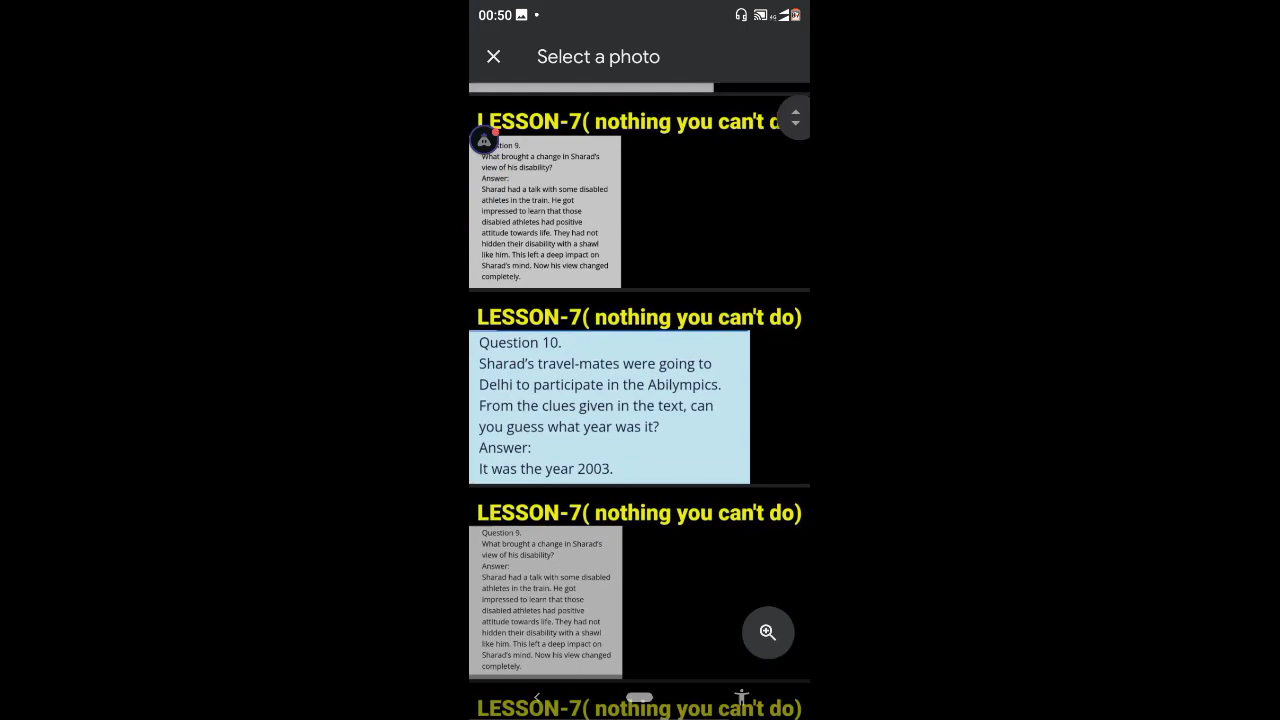 00:50
4G
Select a photo
LESSON-7( nothing you can't d
stion 9.
What brought a change in Sharad's
view of his disability?
Answer:
Sharad had a talk with some disabled
athletes in the train. He got
impressed to learn that those
disabled athletes had positive
attitude towards life. They had not
hidden their disability with a shawl
like him. This left a deep impact on
Sharad's mind. Now his view changed
completely.
LESSON-7( nothing you can't do)
Question 10.
Sharad's travel-mates were going to
Delhi to participate in the Abilympics.
From the clues given in the text, can
you guess what year was it?
Answer:
It was the year 2003.
LESSON-7( nothing you can't do)
Question 9.
What brought a change in Sharad's
view of his disability?
Answer:
Sharad had a talk with some disabled
athletes in the train. He got
impressed to learn that those
disabled athletes had positive
attitude towards life. They had not
hidden their disability with a shawl
like him. This left a deep impact on
Sharad's mind. Now his view changed
completely.
LESSON-7( nothing you can't do)